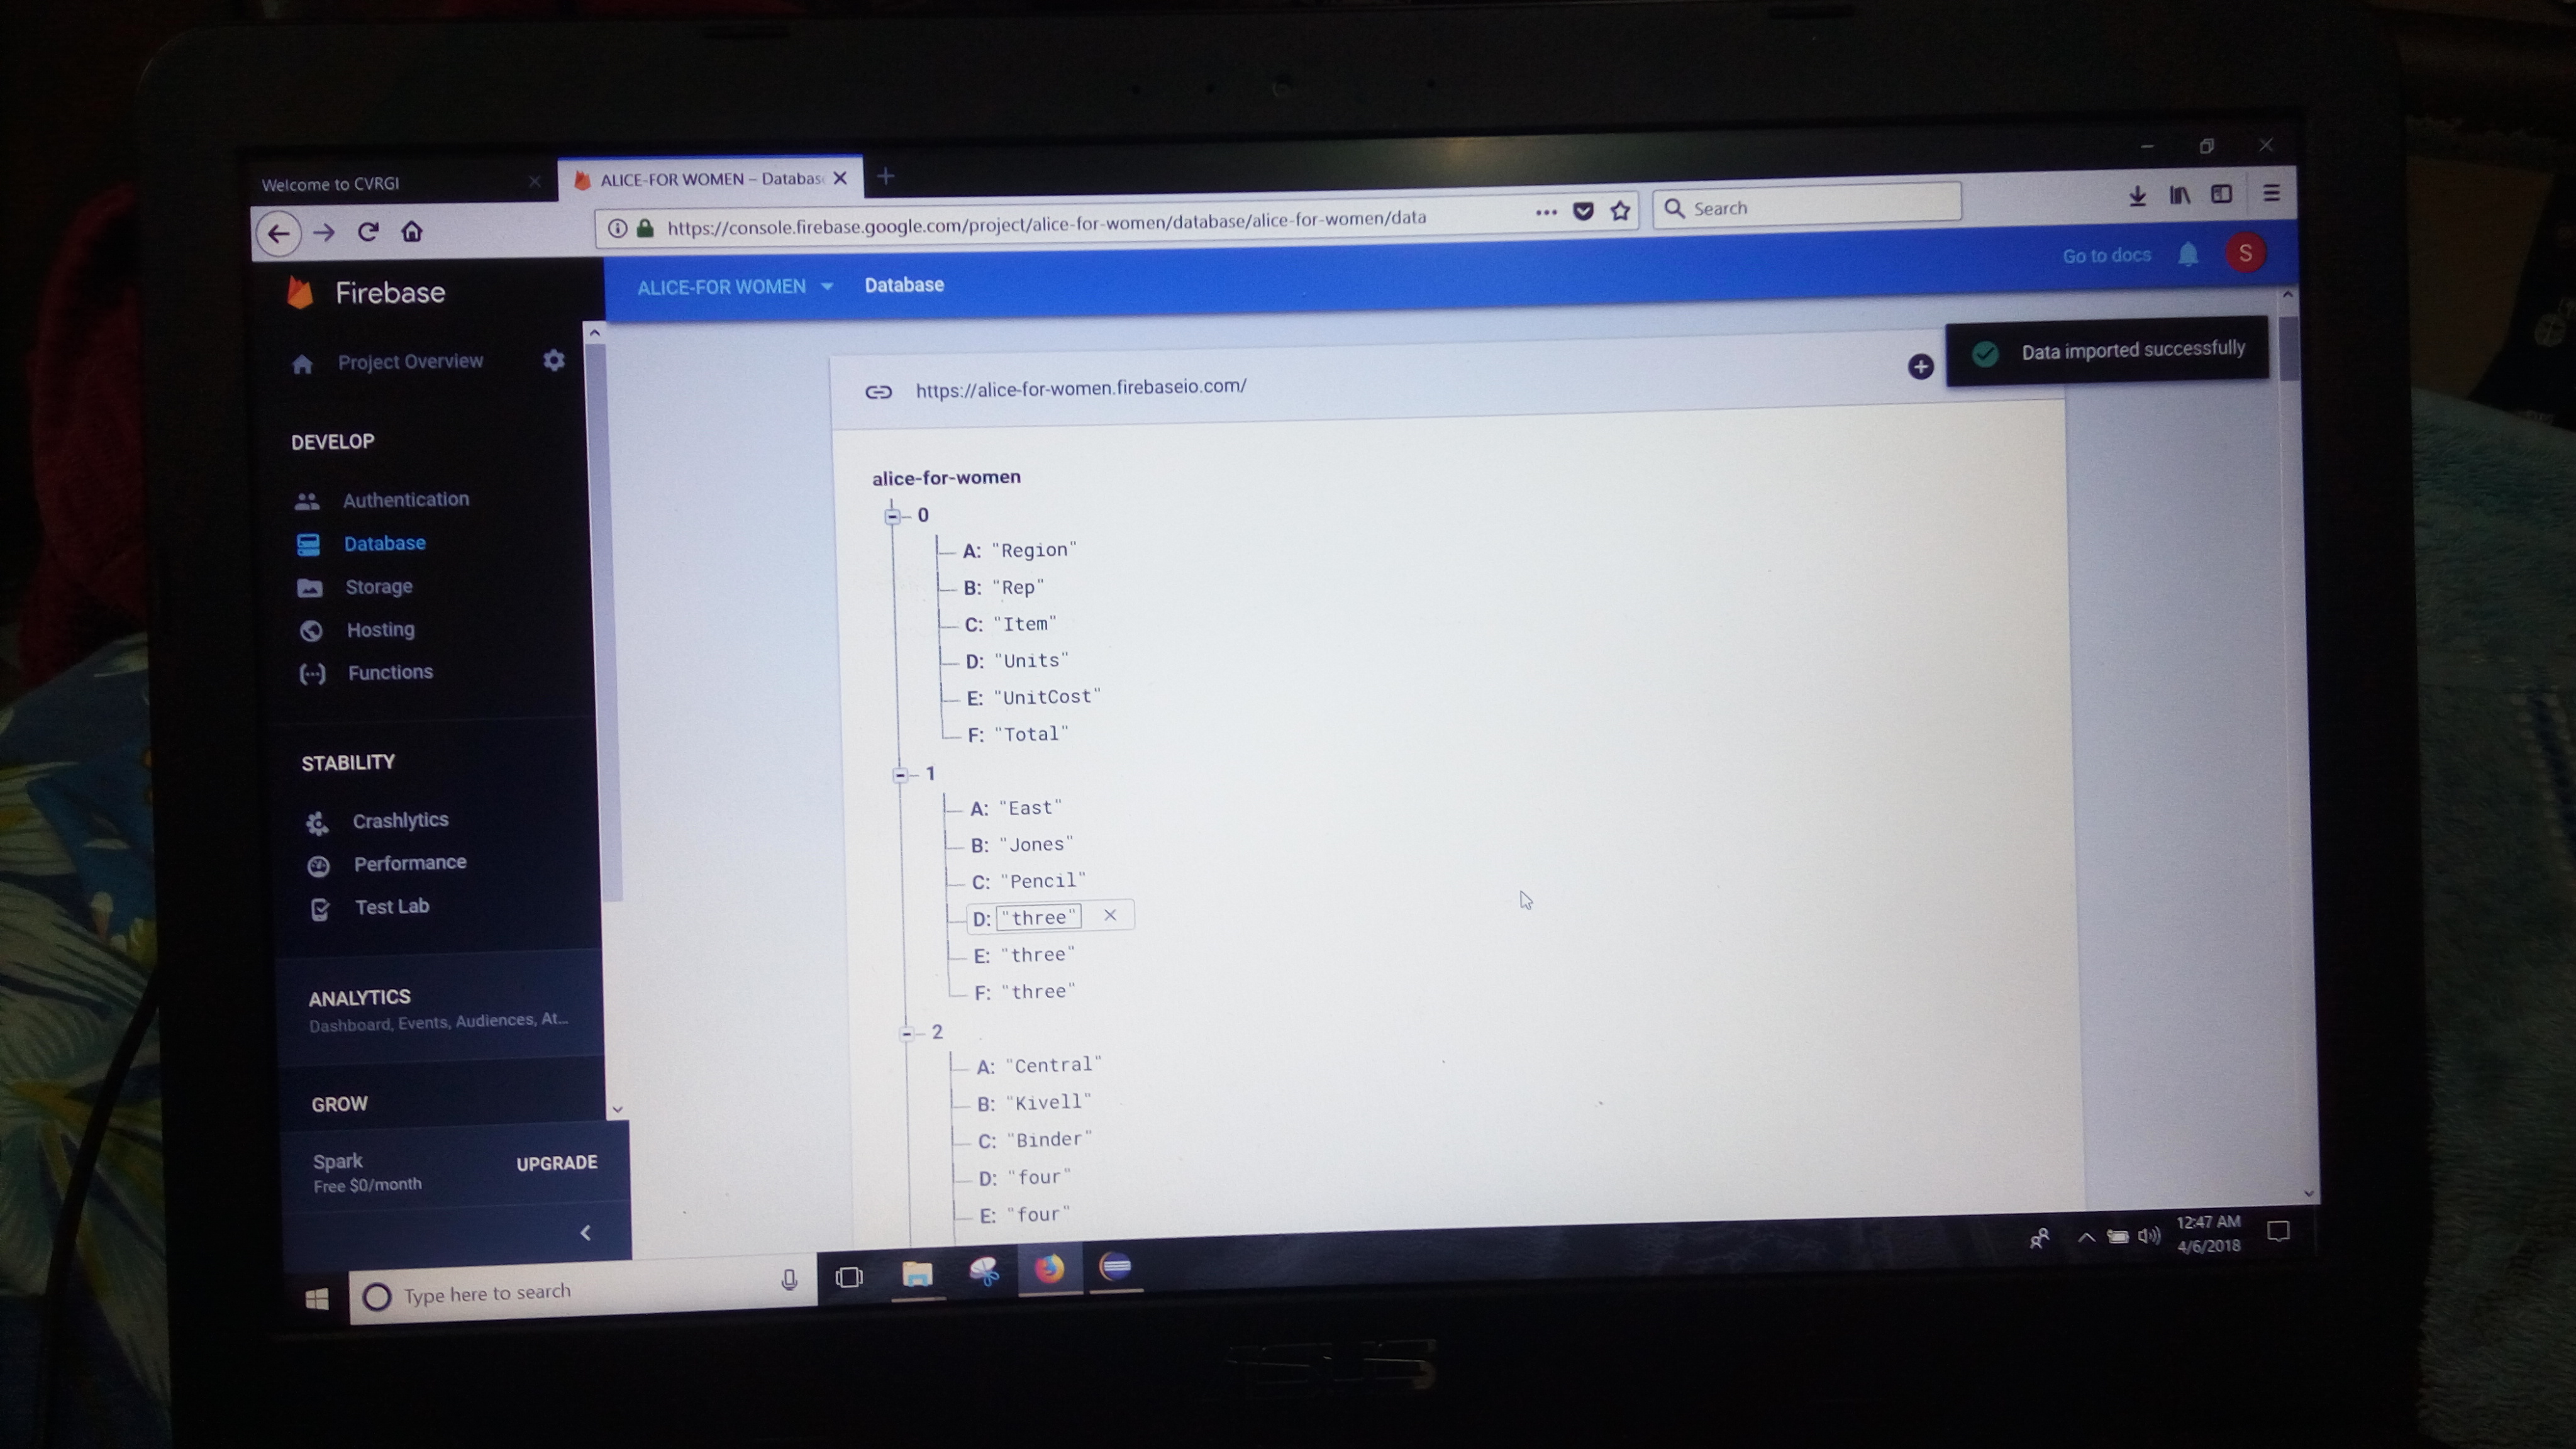 Welcome to CVRGI
ALICE-FOR WOMEN – Databas
https://console.firebase.google.com/project/alice-for-women/database/alice-for-women/data
Search
Firebase
ALICE-FOR WOMEN
Database
Go to docs
S
Project Overview
Data imported successfully
https://alice-for-women.firebaseio.com/
DEVELOP
Authentication
Database
Storage
Hosting
Functions
STABILITY
Crashlytics
Performance
Test Lab
ANALYTICS
Dashboard, Events, Audiences, At...
GROW
Spark
Free $0/month
UPGRADE
alice-for-women
0
A: "Region"
B: "Rep"
C: "Item"
D: "Units"
E: "UnitCost"
F: "Total"
1
A: "East"
B: "Jones"
C: "Pencil"
D: "three"
E: "three"
F: "three"
2
A: "Central"
B: "Kivell"
C: "Binder"
D: "four"
E: "four"
Type here to search
12:47 AM
4/6/2018
ASUS